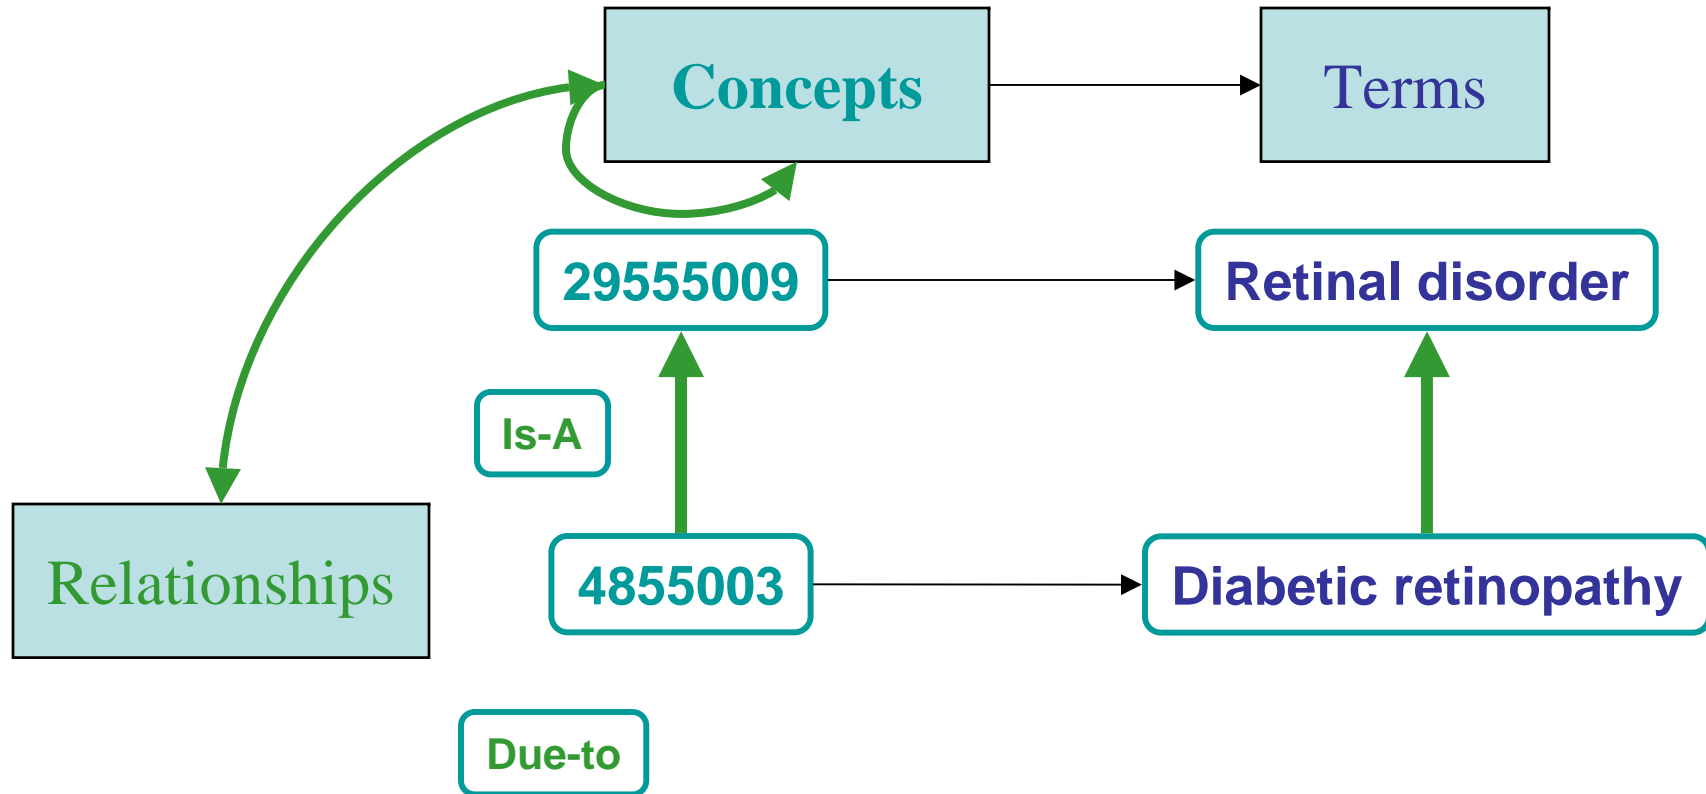 Concepts
Terms
29555009
Retinal disorder
Is-A
Relationships
4855003
Diabetic retinopathy
Due-to